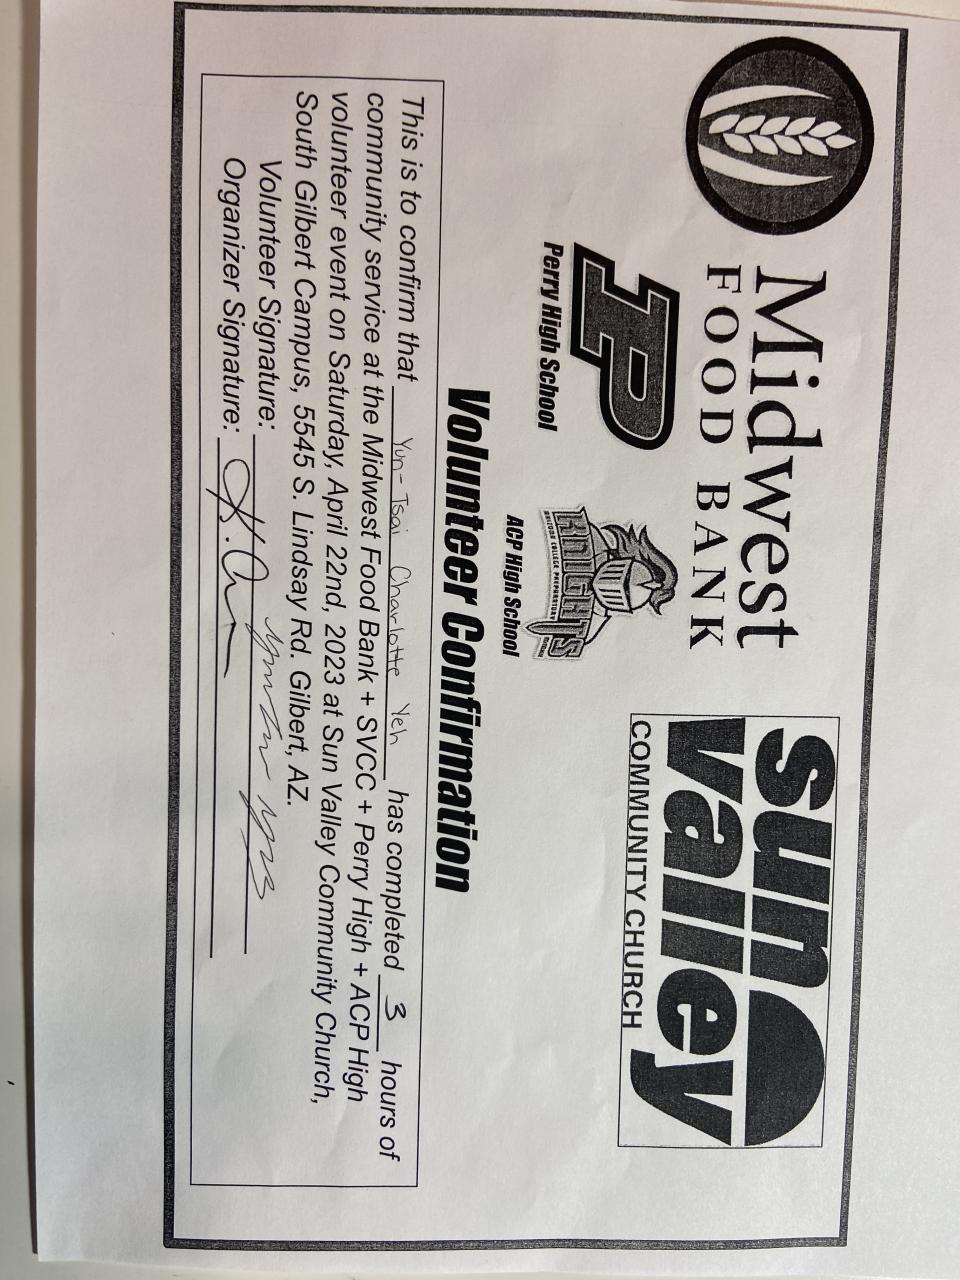 Midwest
FOOD BANK
sun
valley
COMMUNITY CHURCH
P
Perry High School
KNIGHTS
ARIZONA COLLEGE PREPARATORY
ACP High School
Volunteer Confirmation
This is to confirm that Yun-Tsai Charlotte Yeh has completed 3 hours of
community service at the Midwest Food Bank + SVCC + Perry High + ACP High
volunteer event on Saturday, April 22nd, 2023 at Sun Valley Community Church,
South Gilbert Campus, 5545 S. Lindsay Rd. Gilbert, AZ.
Volunteer Signature:
Organizer Signature: